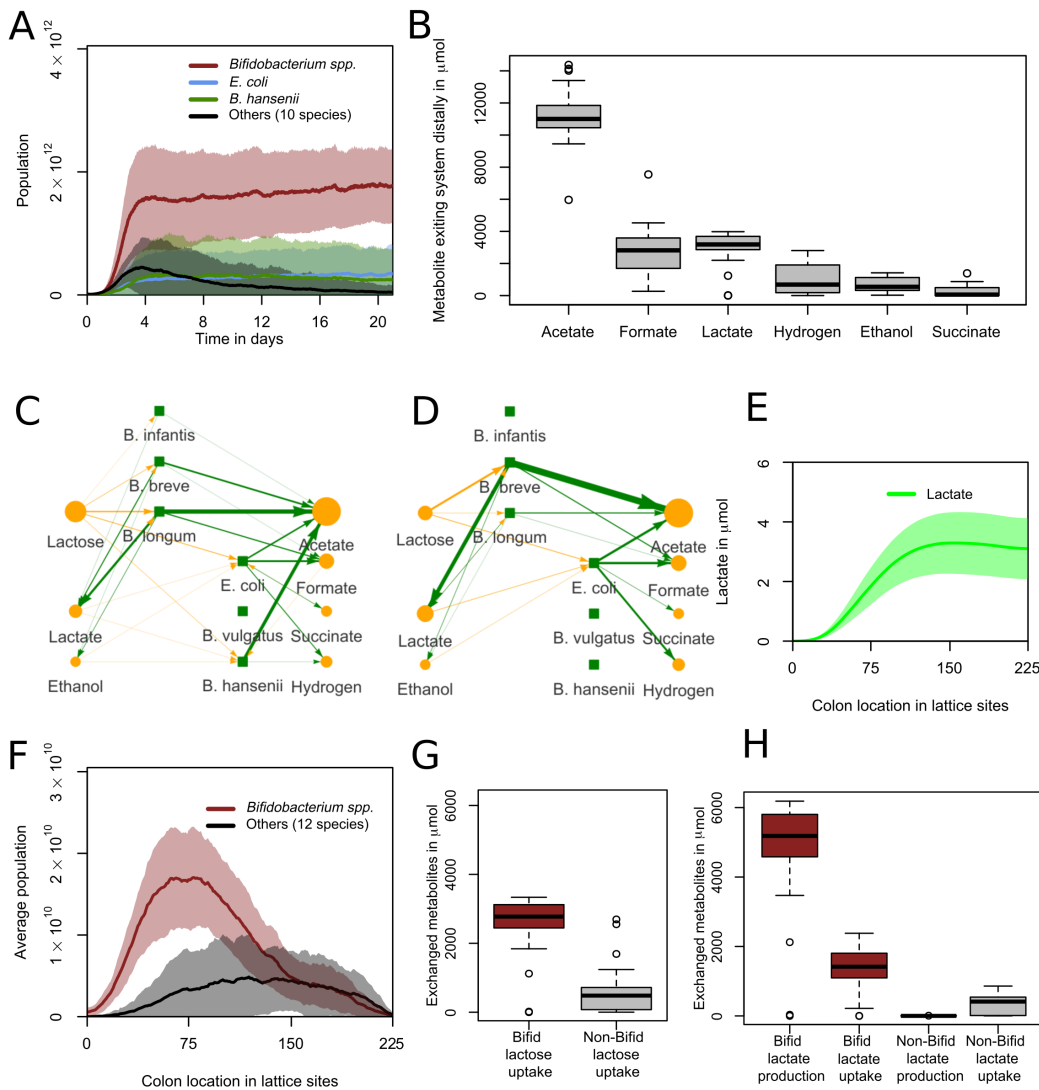 A
4 × 10^12
2 × 10^12
0
Population
Bifidobacterium spp.
E. coli
B. hansenii
Others (10 species)
0 4 8 12 16 20
Time in days
B
Metabolite exiting system distally in μmol
12000
8000
4000
0
Acetate Formate Lactate Hydrogen Ethanol Succinate
C
B. infantis
B. breve
Lactose
B. longum
Acetate
E. coli
Formate
Lactate
B. vulgatus
Succinate
Ethanol
B. hansenii
Hydrogen
D
B. infantis
B. breve
Lactose
B. longum
Acetate
E. coli
Formate
Lactate
B. vulgatus
Succinate
Ethanol
B. hansenii
Hydrogen
E
Lactate in μmol
6
4
2
0
Lactate
0 75 150 225
Colon location in lattice sites
F
Average population
3 × 10^10
2 × 10^10
1 × 10^10
0
Bifidobacterium spp.
Others (12 species)
0 75 150 225
Colon location in lattice sites
G
Exchanged metabolites in μmol
6000
4000
2000
0
Bifid
lactose
uptake
Non-Bifid
lactose
uptake
H
Exchanged metabolites in μmol
6000
4000
2000
0
Bifid
lactate
production
Bifid
lactate
uptake
Non-Bifid
lactate
production
Non-Bifid
lactate
uptake